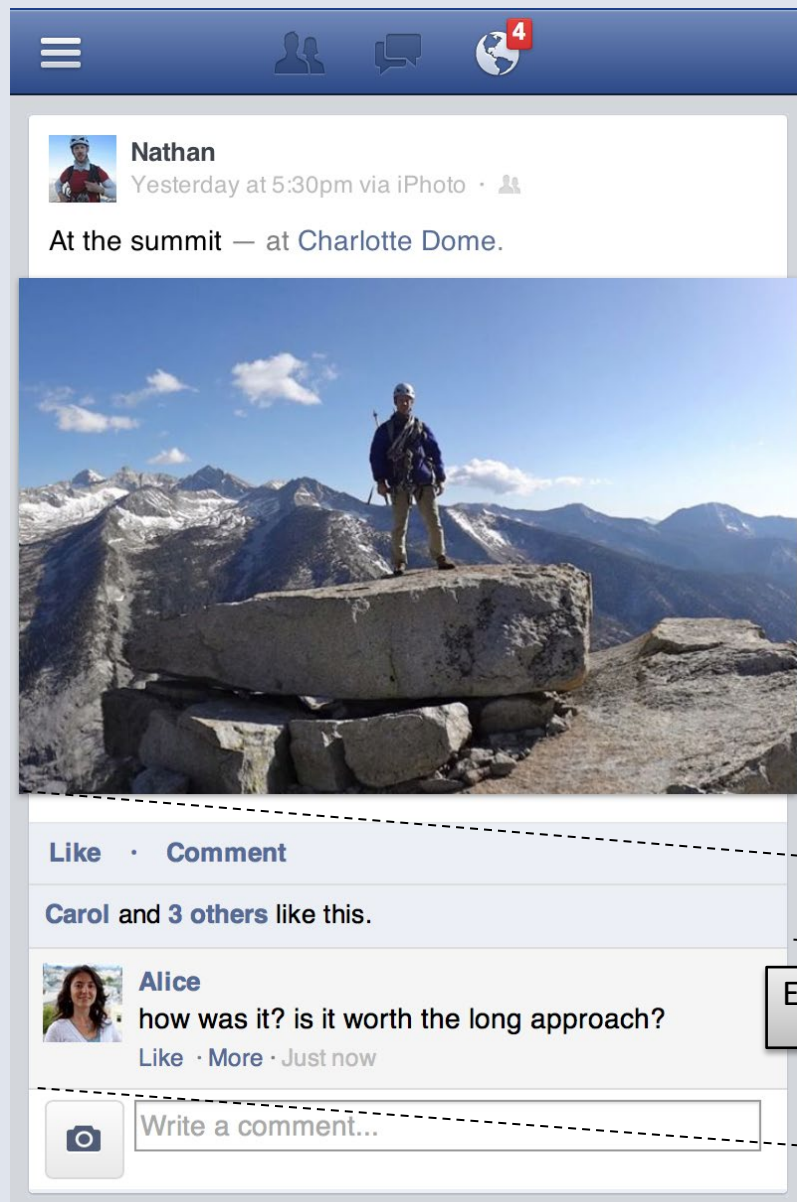 4
Nathan
Yesterday at 5:30pm via iPhoto ·
At the summit — at Charlotte Dome.
Like · Comment
Carol and 3 others like this.
Alice
how was it? is it worth the long approach?
Like · More · Just now
E
Write a comment...